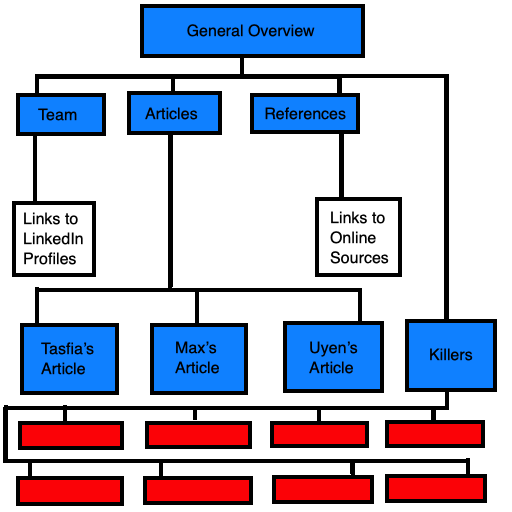 General Overview
Team
Articles
References
Links to
LinkedIn
Profiles
Links to
Online
Sources
Tasfia's
Article
Max's
Article
Uyen's
Article
Killers